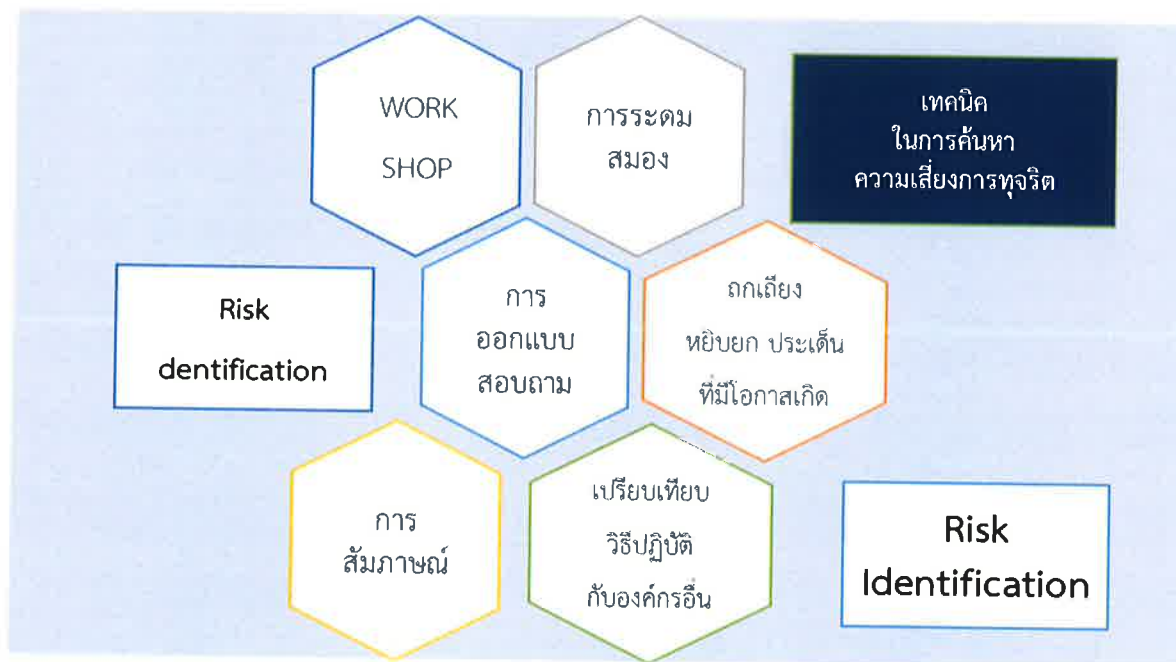 WORK
SHOP
การระดม
สมอง
เทคนิค
ในการค้นหา
ความเสี่ยงการทุจริต
Risk
dentification
การ
ออกแบบ
สอบถาม
ถกเถียง
หยิบยก ประเด็น
ที่มีโอกาสเกิด
การ
สัมภาษณ์
เปรียบเทียบ
วิธีปฏิบัติ
กับองค์กรอื่น
Risk
Identification